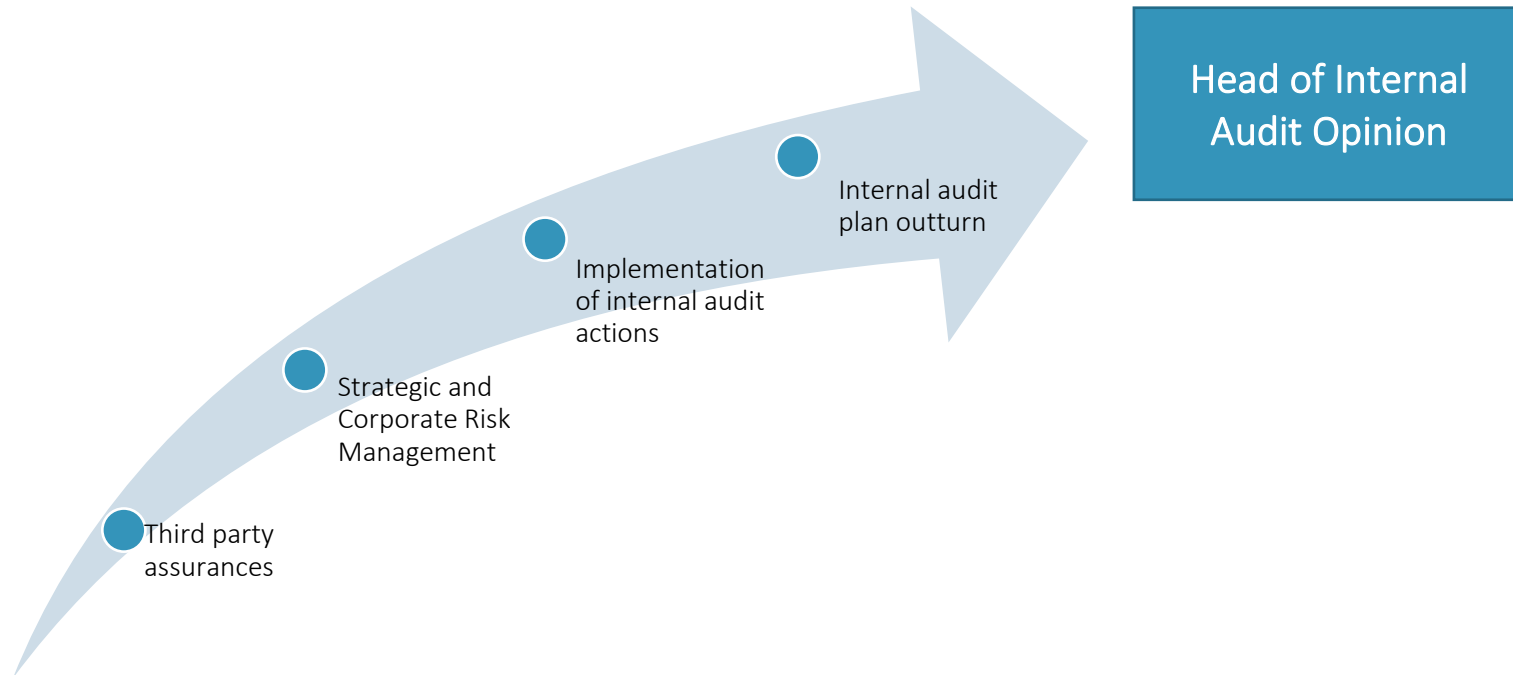 Head of Internal
Audit Opinion
Internal audit
plan outturn
Implementation
of internal audit
actions
Strategic and
Corporate Risk
Management
Third party
assurances